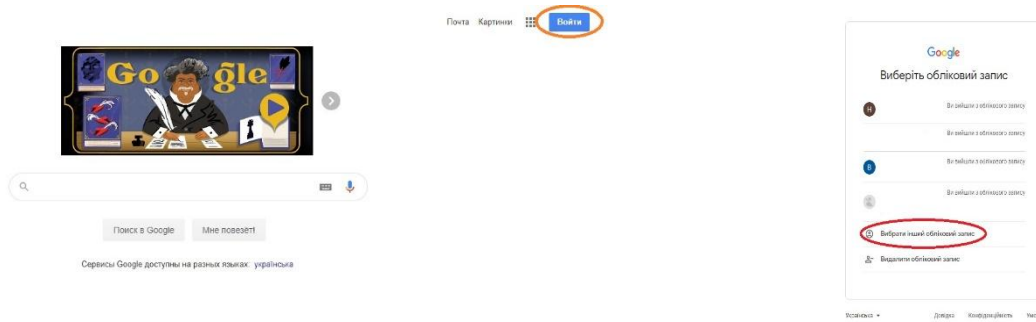 Почта Картинки Войти
Google
Поиск в Google Мне повезёт!
Сервисы Google доступны на разных языках: українська
Google
Виберіть обліковий запис
H Ви вийшли з облікового запису
Ви вийшли з облікового запису
B Ви вийшли з облікового запису
Ви вийшли з облікового запису
Вибрати інший обліковий запис
Видалити обліковий запис
Українська Довідка Конфіденційність